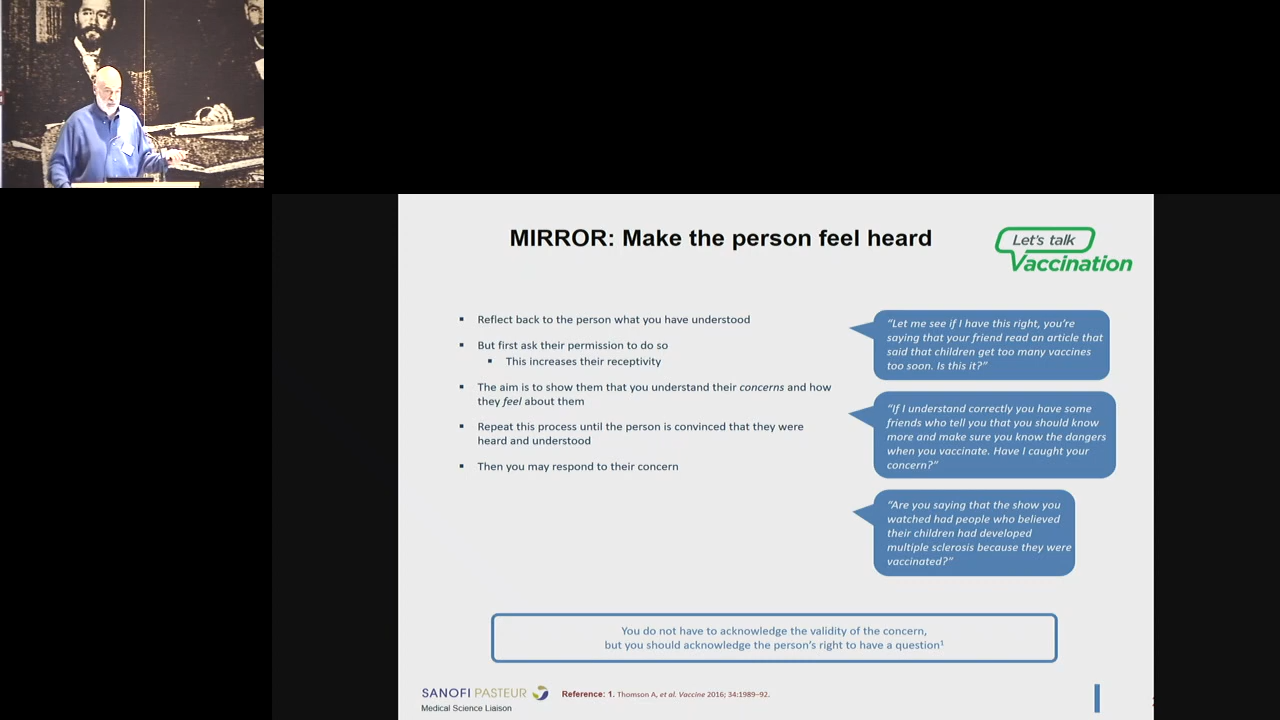 MIRROR: Make the person feel heard
Let's talk
Vaccination
▪ Reflect back to the person what you have understood
▪ But first ask their permission to do so
▪ This increases their receptivity
▪ The aim is to show them that you understand their concerns and how
they feel about them
▪ Repeat this process until the person is convinced that they were
heard and understood
▪ Then you may respond to their concern
“Let me see if I have this right, you’re
saying that your friend read an article that
said that children get too many vaccines
too soon. Is this it?”
“If I understand correctly you have some
friends who tell you that you should know
more and make sure you know the dangers
when you vaccinate. Have I caught your
concern?”
“Are you saying that the show you
watched had people who believed
their children had developed
multiple sclerosis because they were
vaccinated?”
You do not have to acknowledge the validity of the concern,
but you should acknowledge the person’s right to have a question¹
SANOFI PASTEUR
Medical Science Liaison
Reference: 1. Thomson A, et al. Vaccine 2016; 34:1989–92.